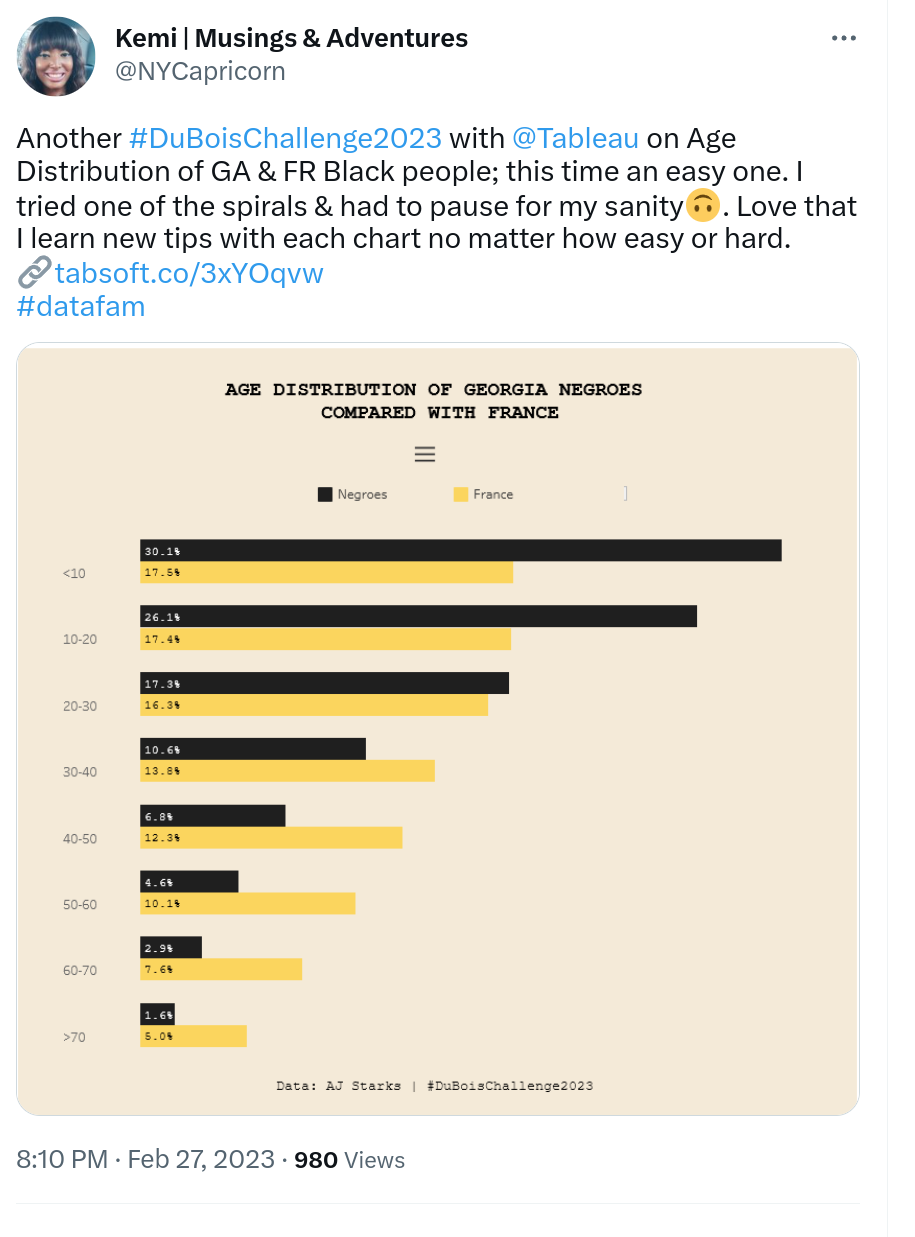 Kemi | Musings & Adventures
@NYCapricorn
Another #DuBoisChallenge2023 with @Tableau on Age
Distribution of GA & FR Black people; this time an easy one. I
tried one of the spirals & had to pause for my sanity🙃. Love that
I learn new tips with each chart no matter how easy or hard.
🔗tabsoft.co/3xYOqvw
#datafam
AGE DISTRIBUTION OF GEORGIA NEGROES
COMPARED WITH FRANCE
Negroes France
<10 30.1% 17.5%
10-20 26.1% 17.4%
20-30 17.3% 16.3%
30-40 10.6% 13.8%
40-50 6.8% 12.3%
50-60 4.6% 10.1%
60-70 2.9% 7.6%
>70 1.6% 5.0%
Data: AJ Starks | #DuBoisChallenge2023
8:10 PM · Feb 27, 2023 · 980 Views